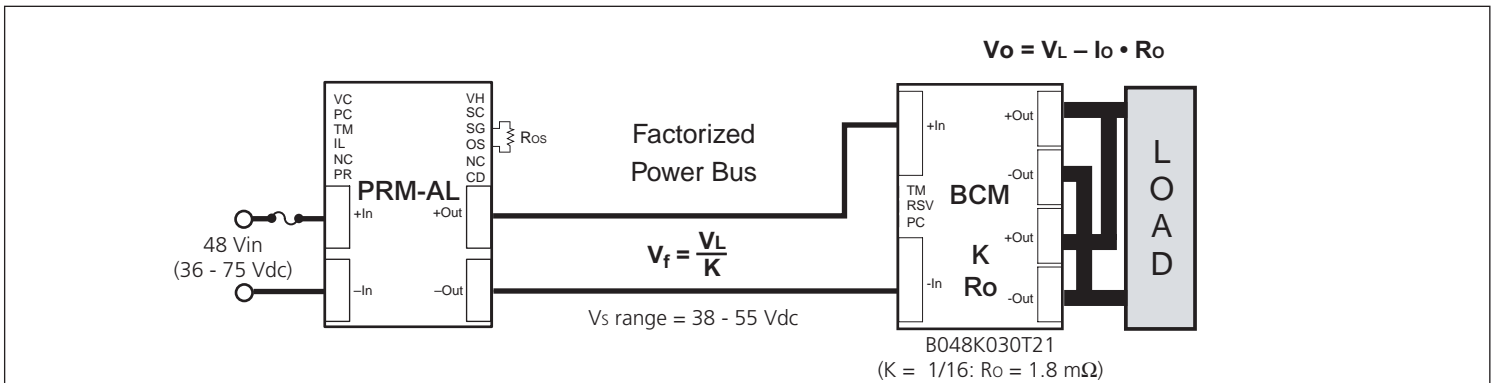 Vo = VL – Io • Ro
VC
PC
TM
IL
NC
PR
VH
SC
SG
OS
NC
CD
Ros
PRM-AL
+In
+Out
–In
–Out
48 Vin
(36 - 75 Vdc)
Factorized
Power Bus
Vf = VL
K
Vs range = 38 - 55 Vdc
+In
TM
RSV
PC
-In
BCM
K
Ro
+Out
-Out
+Out
-Out
B048K030T21
(K = 1/16: Ro = 1.8 mΩ)
L
O
A
D